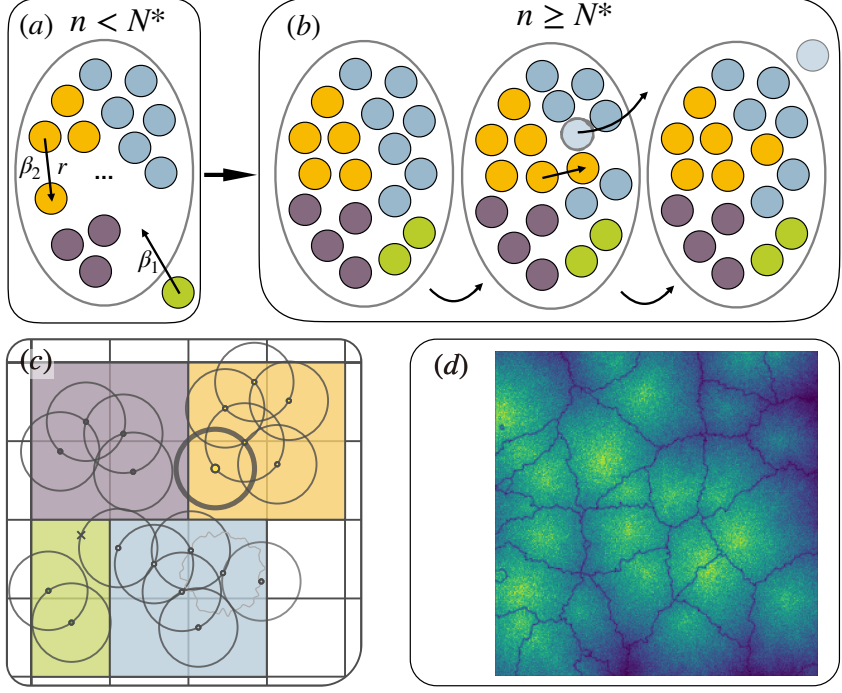 (a) n < N*
(b) n ≥ N*
β₂
r
...
β₁
(c)
(d)